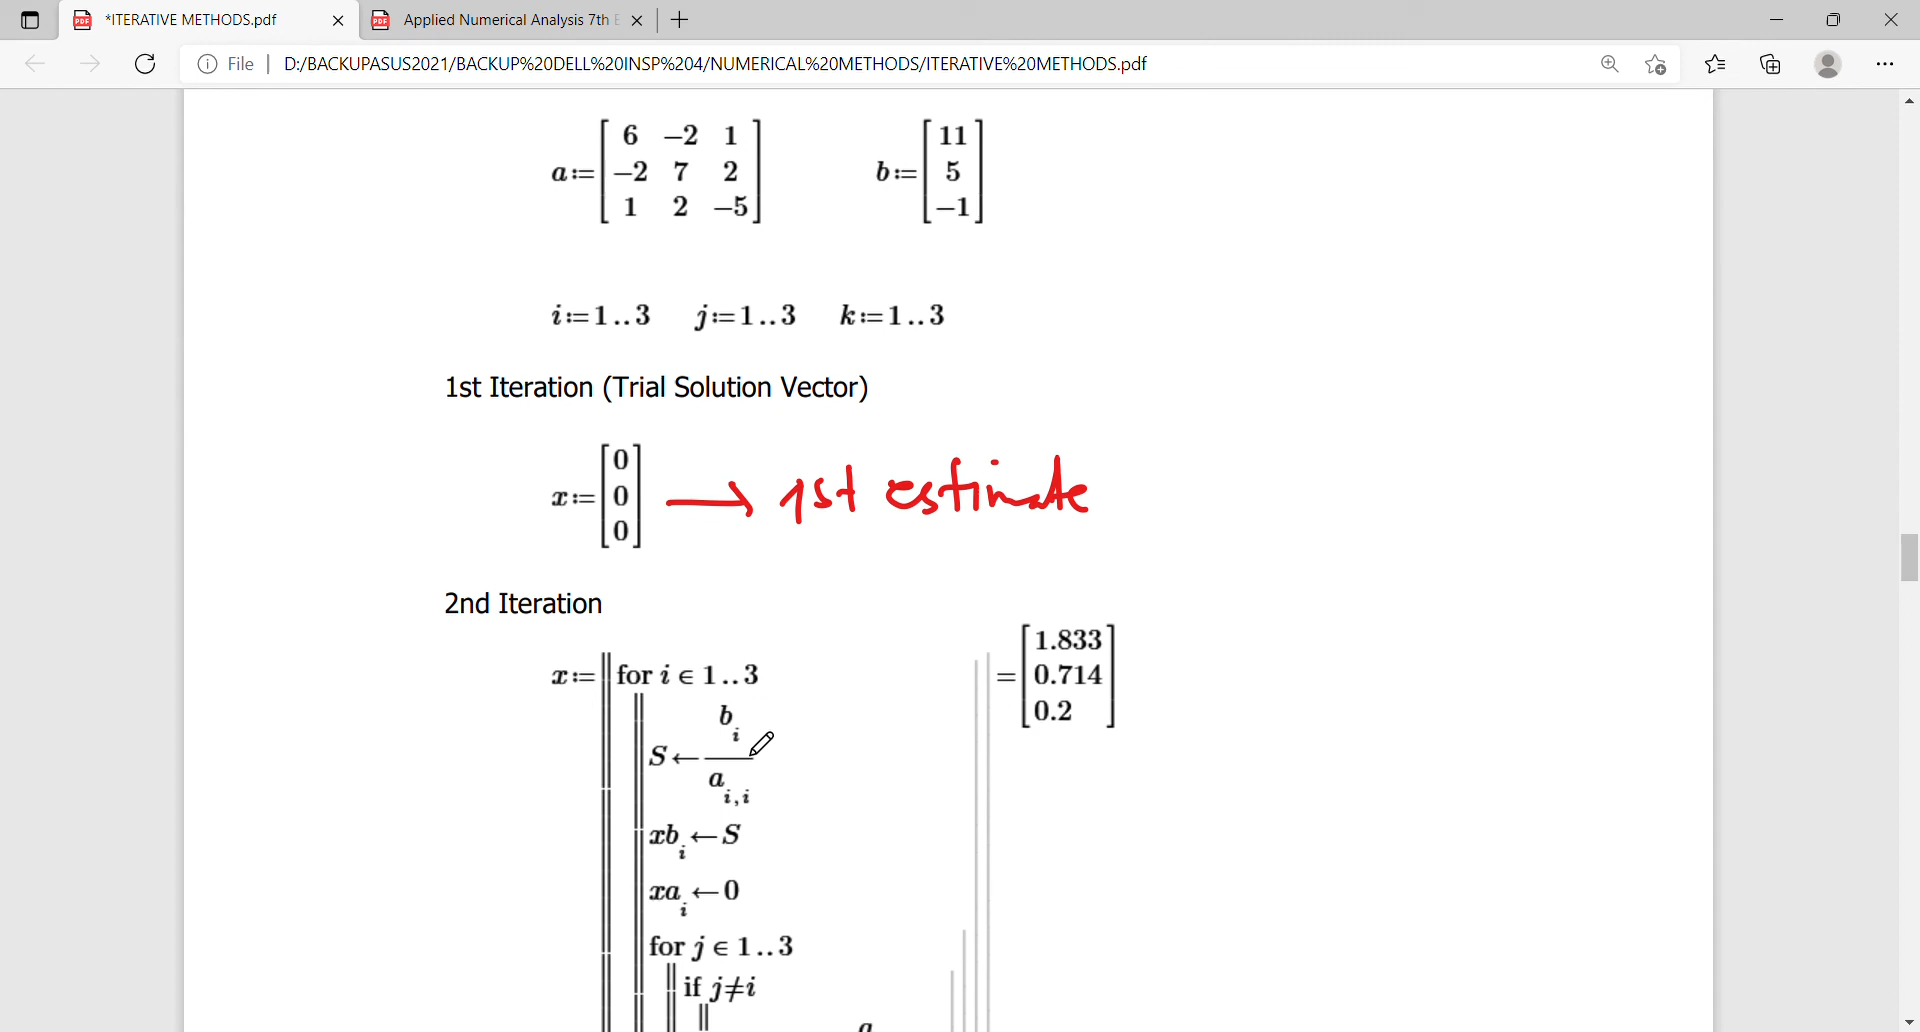 *ITERATIVE METHODS.pdf
Applied Numerical Analysis 7th E
File
D:/BACKUPASUS2021/BACKUP%20DELL%20INSP%204/NUMERICAL%20METHODS/ITERATIVE%20METHODS.pdf
a:=[6 −2 1
−2 7 2
1 2 −5]
b:=[11
5
−1]
i:=1..3 j:=1..3 k:=1..3
1st Iteration (Trial Solution Vector)
x:=[0
0
0]
→ 1st estimate
2nd Iteration
x:= for i ∈ 1..3
b i
S←
a i,i
xb i ←S
xa i ←0
for j ∈ 1..3
if j≠i
a
=[1.833
0.714
0.2]